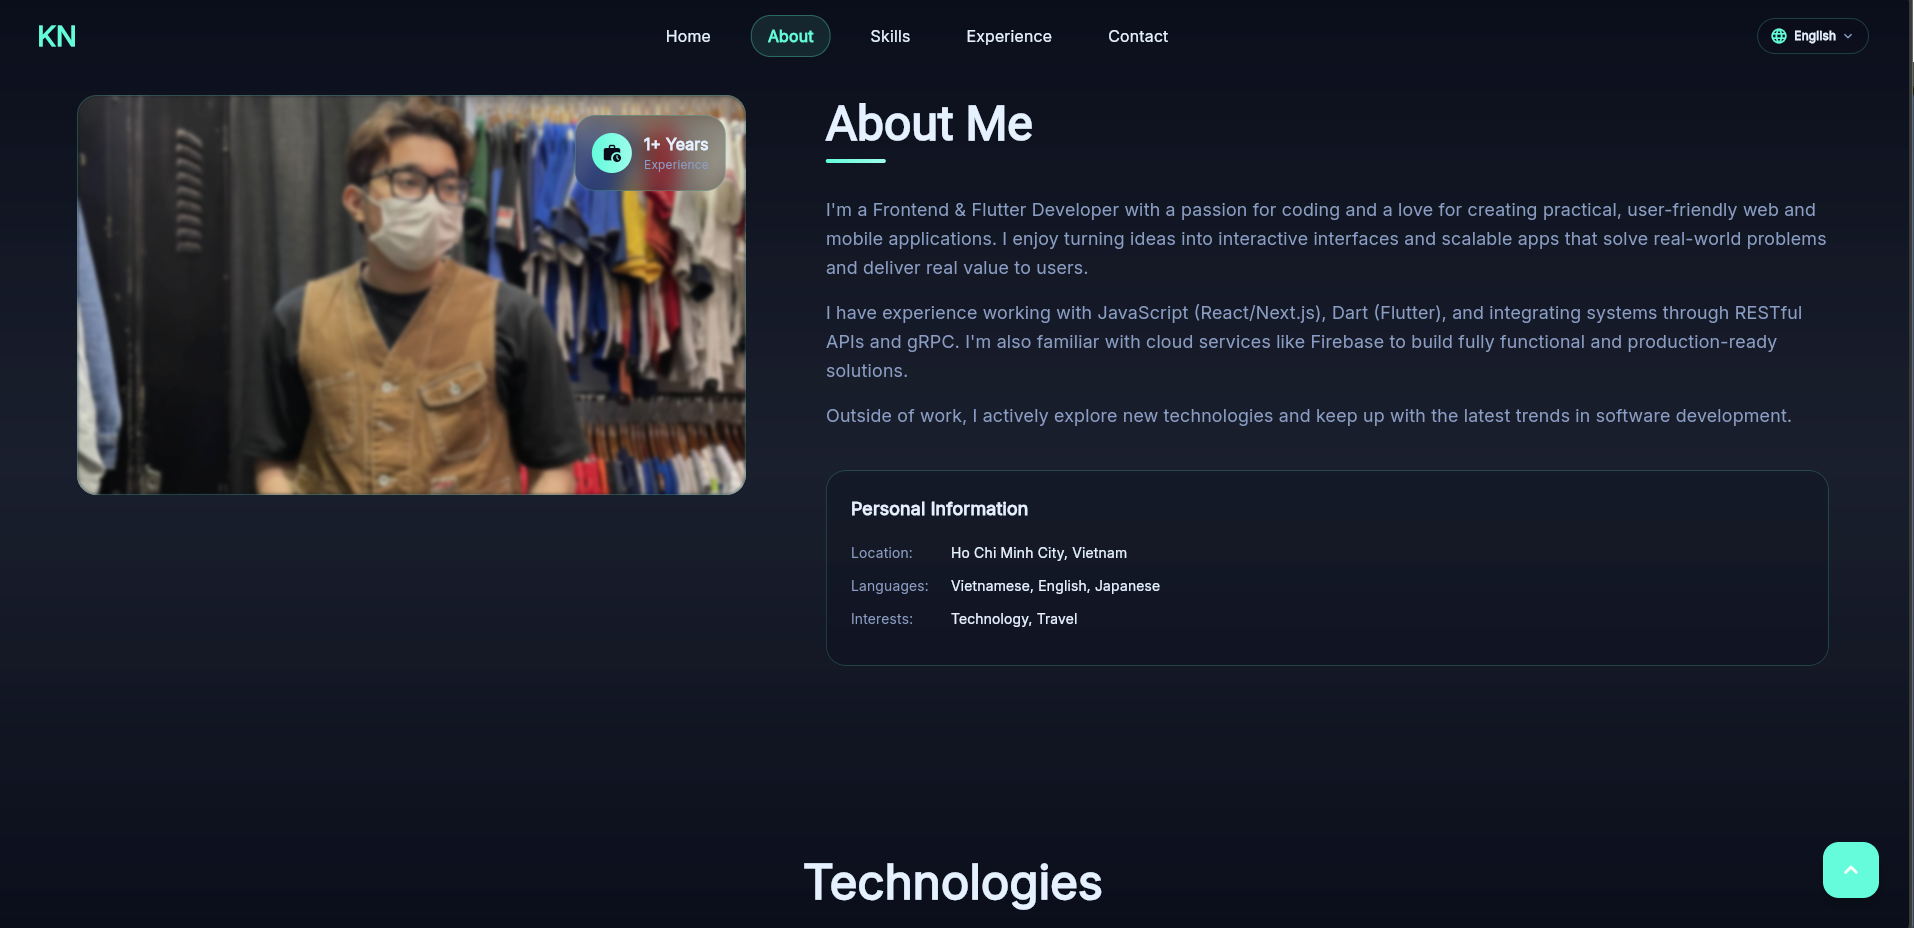 KN
Home
About
Skills
Experience
Contact
English
1+ Years
Experience
About Me
I'm a Frontend & Flutter Developer with a passion for coding and a love for creating practical, user-friendly web and
mobile applications. I enjoy turning ideas into interactive interfaces and scalable apps that solve real-world problems
and deliver real value to users.
I have experience working with JavaScript (React/Next.js), Dart (Flutter), and integrating systems through RESTful
APIs and gRPC. I'm also familiar with cloud services like Firebase to build fully functional and production-ready
solutions.
Outside of work, I actively explore new technologies and keep up with the latest trends in software development.
Personal Information
Location: Ho Chi Minh City, Vietnam
Languages: Vietnamese, English, Japanese
Interests: Technology, Travel
Technologies